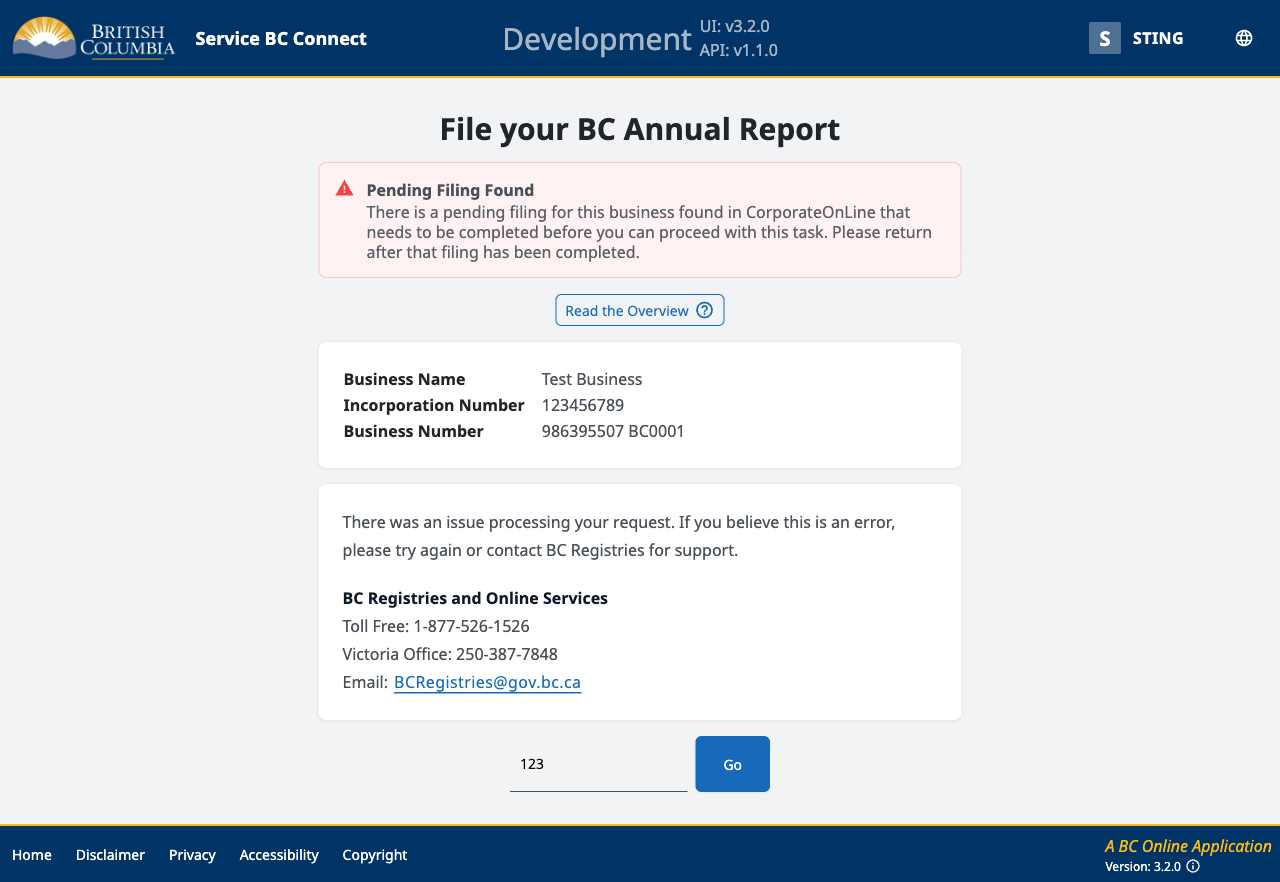 BRITISH
COLUMBIA
Service BC Connect
Development
UI: v3.2.0
API: v1.1.0
S
STING
File your BC Annual Report
Pending Filing Found
There is a pending filing for this business found in CorporateOnLine that
needs to be completed before you can proceed with this task. Please return
after that filing has been completed.
Read the Overview
Business Name Test Business
Incorporation Number 123456789
Business Number 986395507 BC0001
There was an issue processing your request. If you believe this is an error,
please try again or contact BC Registries for support.
BC Registries and Online Services
Toll Free: 1-877-526-1526
Victoria Office: 250-387-7848
Email: BCRegistries@gov.bc.ca
123
Go
Home Disclaimer Privacy Accessibility Copyright
A BC Online Application
Version: 3.2.0